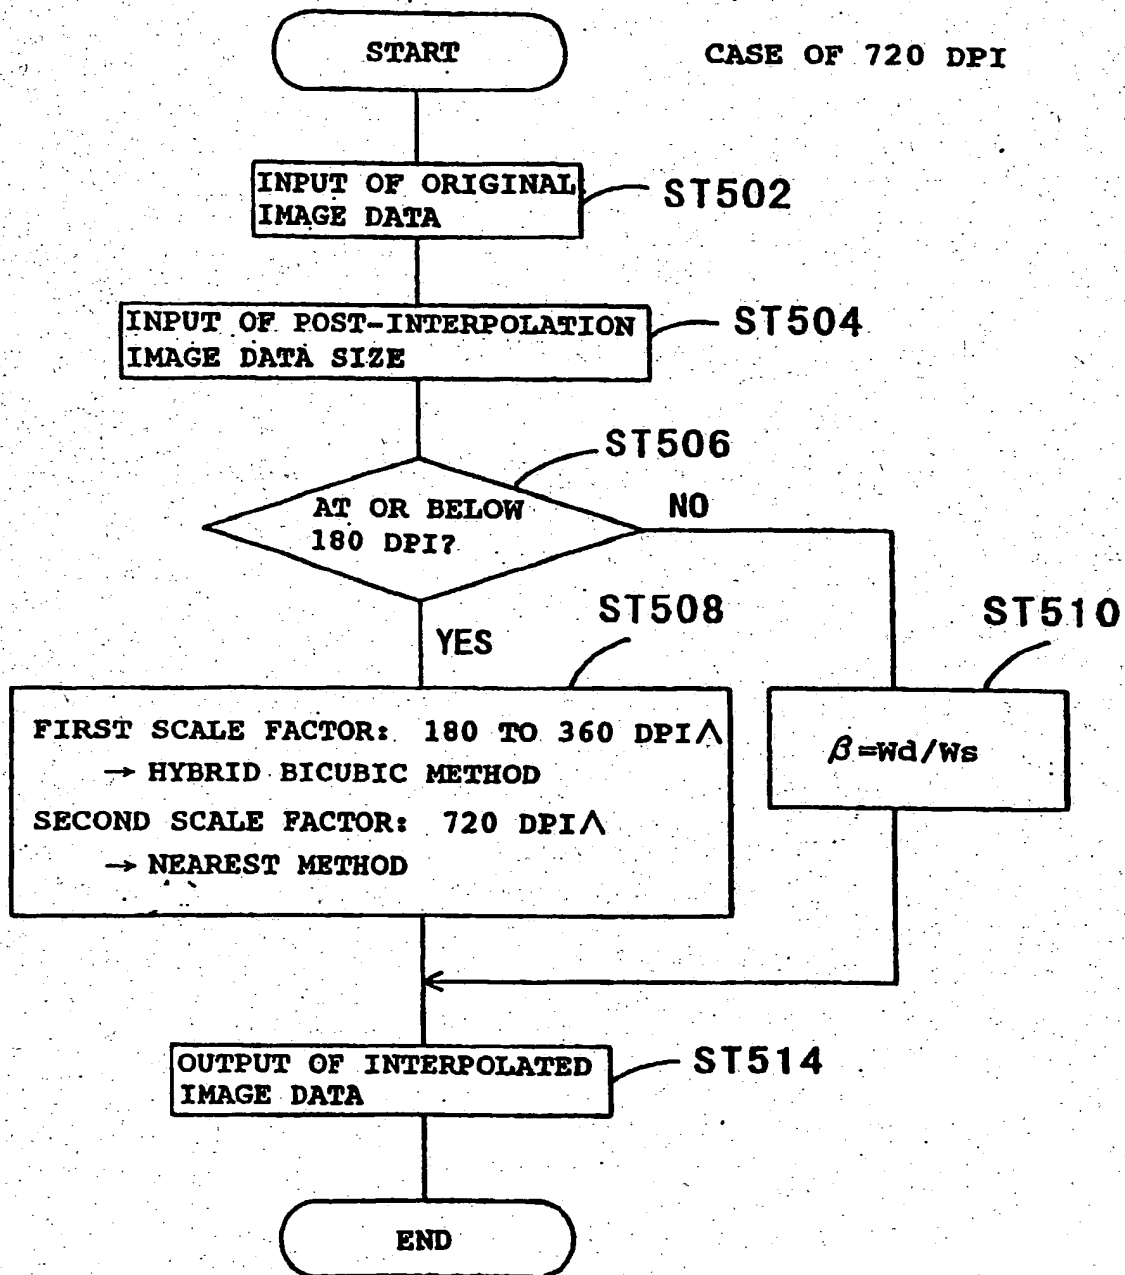 START
CASE OF 720 DPI
INPUT OF ORIGINAL
IMAGE DATA
ST502
INPUT OF POST-INTERPOLATION
IMAGE DATA SIZE
ST504
ST506
AT OR BELOW
180 DPI?
NO
YES
ST508
ST510
FIRST SCALE FACTOR: 180 TO 360 DPI∧
→ HYBRID BICUBIC METHOD
SECOND SCALE FACTOR: 720 DPI∧
→ NEAREST METHOD
β=Wd/Ws
OUTPUT OF INTERPOLATED
IMAGE DATA
ST514
END